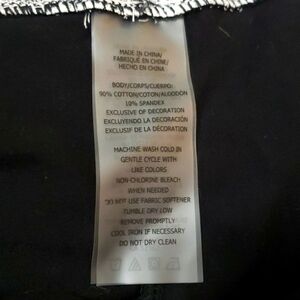 MADE IN CHINA/
FABRIQUÉ EN CHINE/
HECHO EN CHINA
BODY/CORPS/CUERPO:
90% COTTON/COTON/ALGODON
10% SPANDEX
EXCLUSIVE OF DECORATION
EXCLUYENDO LA DECORACIÓN
EXCLUSIF DE LA DÉCORATION
MACHINE WASH COLD IN
GENTLE CYCLE WITH
LIKE COLORS
NON-CHLORINE BLEACH
WHEN NEEDED
DO NOT USE FABRIC SOFTENER
TUMBLE DRY LOW
REMOVE PROMPTLY
COOL IRON IF NECESSARY
DO NOT DRY CLEAN